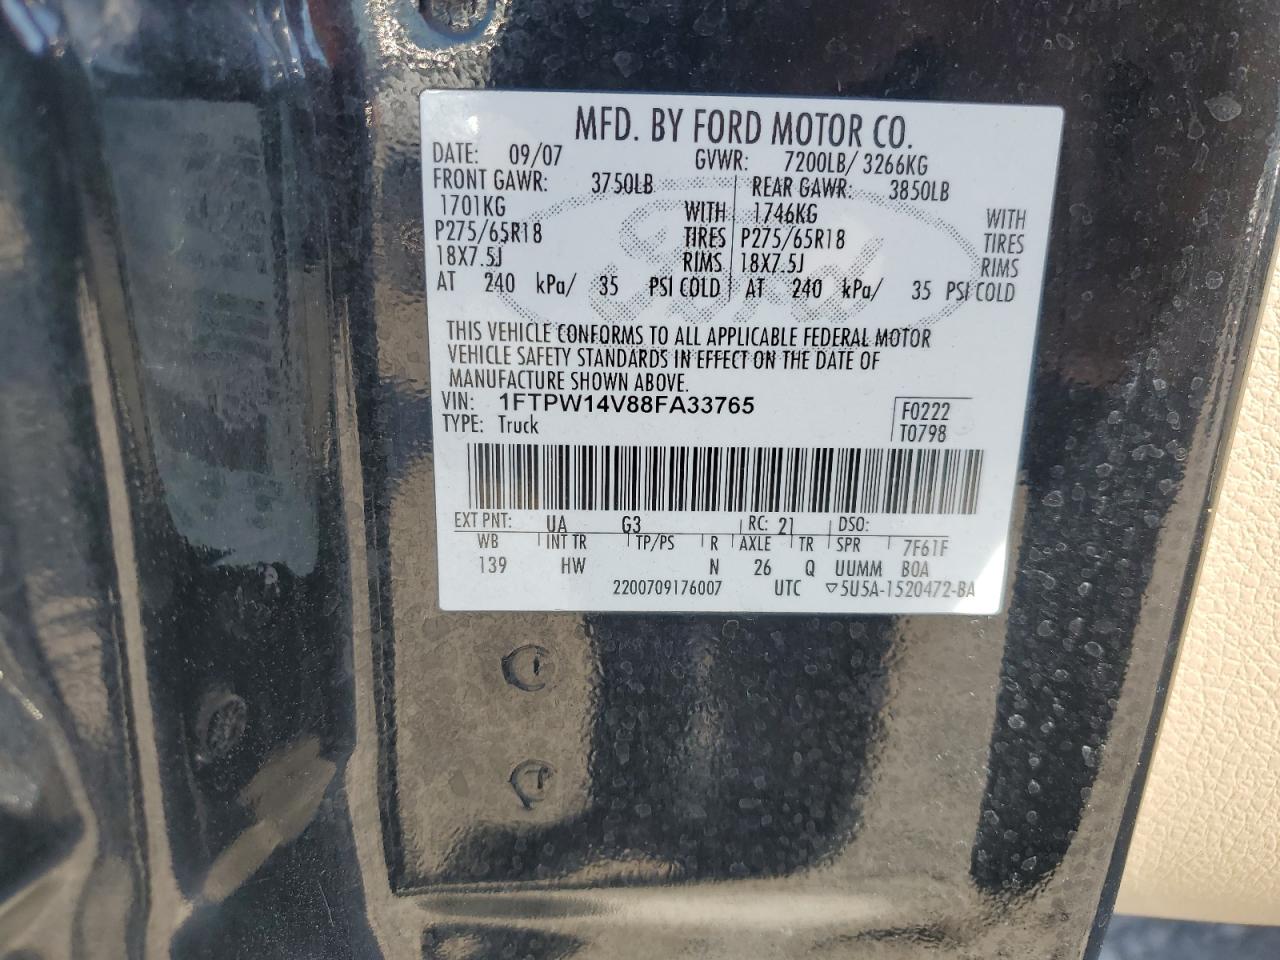 MFD. BY FORD MOTOR CO.
DATE: 09/07 GVWR: 7200LB/ 3266KG
FRONT GAWR: 3750LB REAR GAWR: 3850LB
1701KG WITH 1746KG WITH
P275/65R18 TIRES P275/65R18 TIRES
18X7.5J RIMS 18X7.5J RIMS
AT 240 kPa/ 35 PSI COLD AT 240 kPa/ 35 PSI COLD
THIS VEHICLE CONFORMS TO ALL APPLICABLE FEDERAL MOTOR
VEHICLE SAFETY STANDARDS IN EFFECT ON THE DATE OF
MANUFACTURE SHOWN ABOVE.
VIN: 1FTPW14V88FA33765 F0222
TYPE: Truck T0798
EXT PNT: UA G3 RC: 21 DSO:
WB INT TR TP/PS R AXLE TR SPR 7F61F
139 HW N 26 Q UUMM BOA
2200709176007 UTC ▽5U5A-1520472-BA